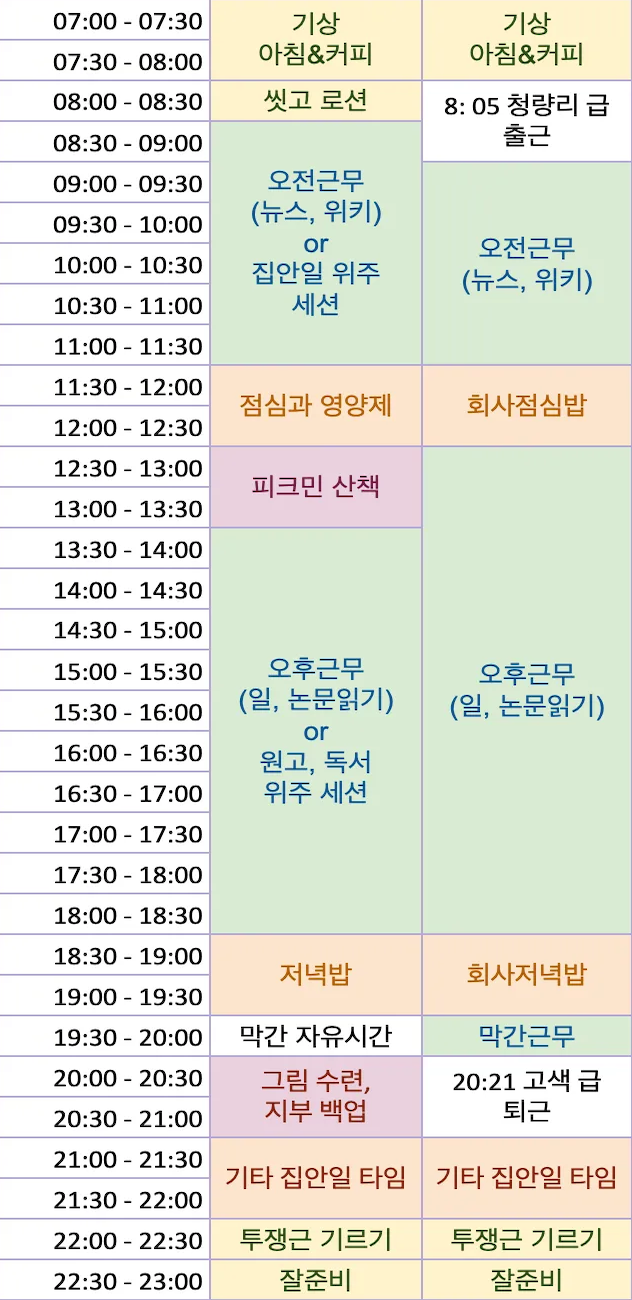 07:00 - 07:30
기상
아침&커피
기상
아침&커피
07:30 - 08:00
08:00 - 08:30
씻고 로션
8: 05 청량리 급
출근
08:30 - 09:00
오전근무
(뉴스, 위키)
or
집안일 위주
세션
09:00 - 09:30
오전근무
(뉴스, 위키)
09:30 - 10:00
10:00 - 10:30
10:30 - 11:00
11:00 - 11:30
11:30 - 12:00
점심과 영양제
회사점심밥
12:00 - 12:30
12:30 - 13:00
피크민 산책
오후근무
(일, 논문읽기)
13:00 - 13:30
13:30 - 14:00
오후근무
(일, 논문읽기)
or
원고, 독서
위주 세션
14:00 - 14:30
14:30 - 15:00
15:00 - 15:30
15:30 - 16:00
16:00 - 16:30
16:30 - 17:00
17:00 - 17:30
17:30 - 18:00
18:00 - 18:30
18:30 - 19:00
저녁밥
회사저녁밥
19:00 - 19:30
19:30 - 20:00
막간 자유시간
막간근무
20:00 - 20:30
그림 수련,
지부 백업
20:21 고색 급
퇴근
20:30 - 21:00
21:00 - 21:30
기타 집안일 타임
기타 집안일 타임
21:30 - 22:00
22:00 - 22:30
투쟁근 기르기
투쟁근 기르기
22:30 - 23:00
잘준비
잘준비